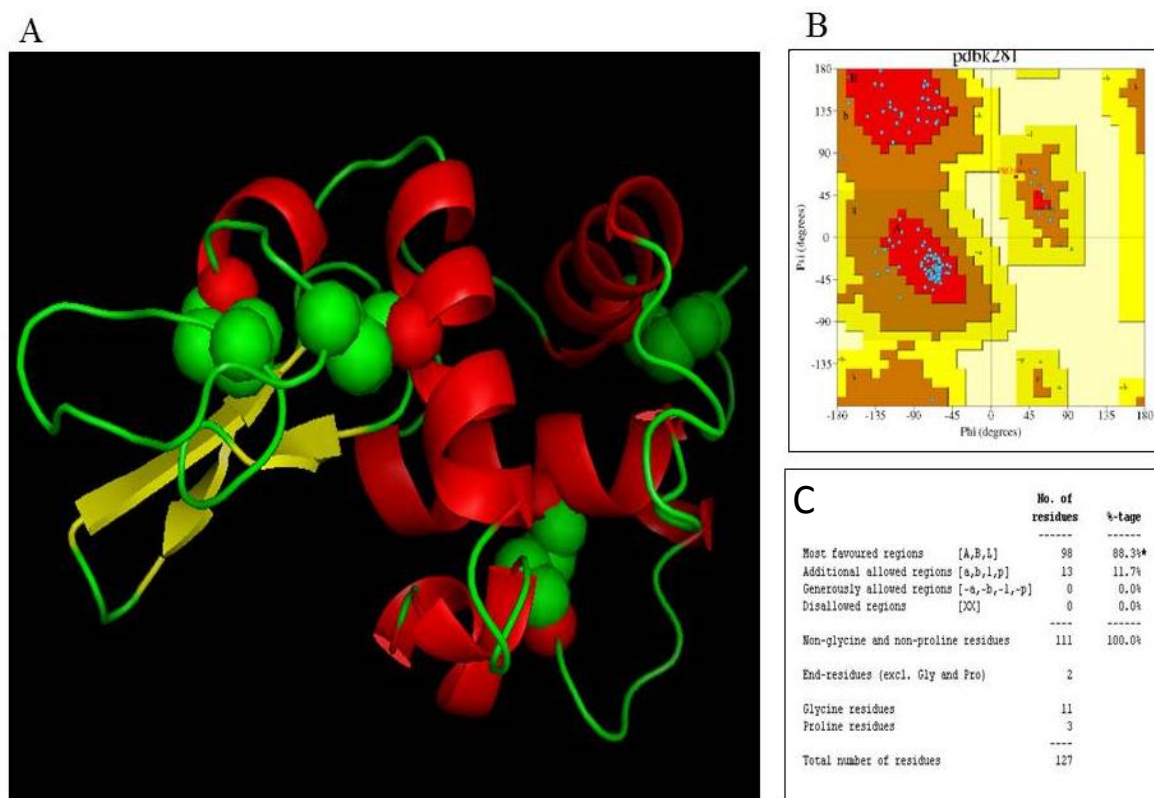 A
B
pdbk281
180
135
90
45
0
-45
-90
-135
Psi (degrees)
-180 -135 -90 -45 0 45 90 135 180
Phi (degrees)
C
No. of
residues %-tage
------ ------
Most favoured regions [A,B,L] 98 88.3%*
Additional allowed regions [a,b,l,p] 13 11.7%
Generously allowed regions [~a,~b,~l,~p] 0 0.0%
Disallowed regions [XX] 0 0.0%
---- ------
Non-glycine and non-proline residues 111 100.0%
End-residues (excl. Gly and Pro) 2
Glycine residues 11
Proline residues 3
----
Total number of residues 127